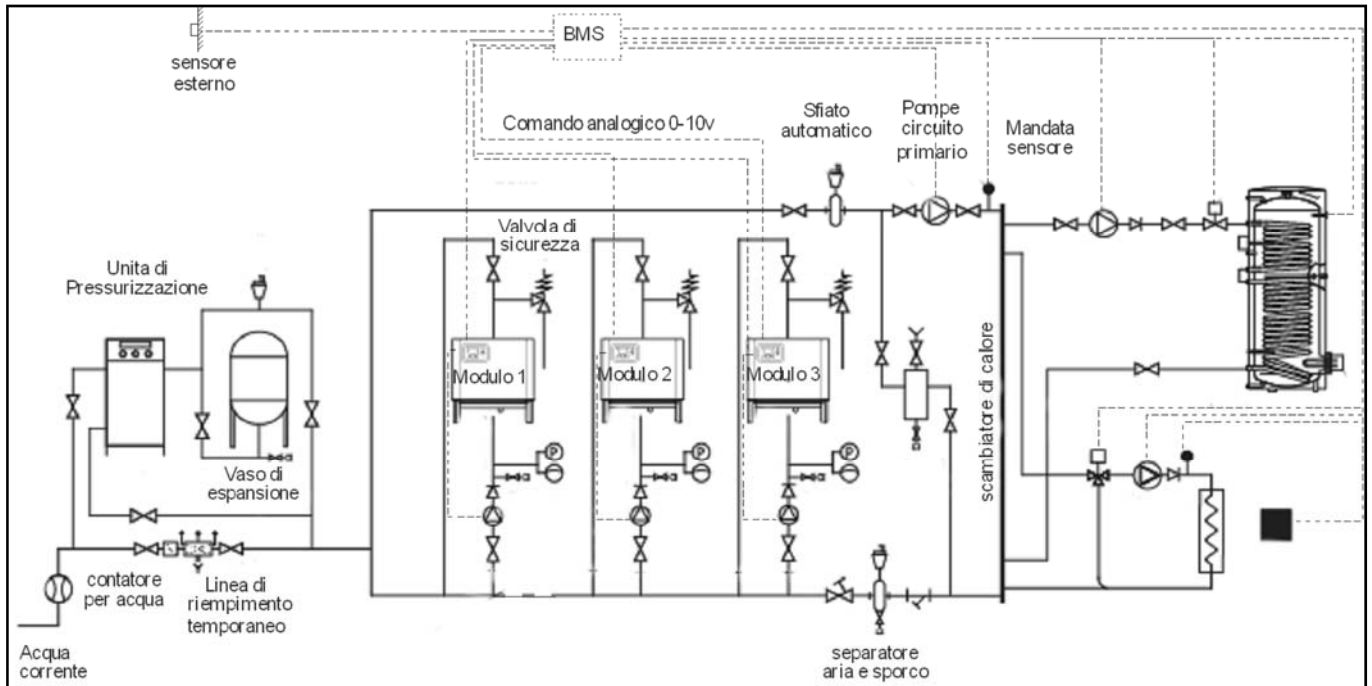 BMS
sensore
esterno
Comando analogico 0-10v
Sfiato
automatico
Pompe
circuito
primario
Mandata
sensore
Valvola di
sicurezza
Unita di
Pressurizzazione
Modulo 1
Modulo 2
Modulo 3
scambiatore di calore
P
P
P
Vaso di
espansione
contatore
per acqua
Linea di
riempimento
temporaneo
Acqua
corrente
separatore
aria e sporco